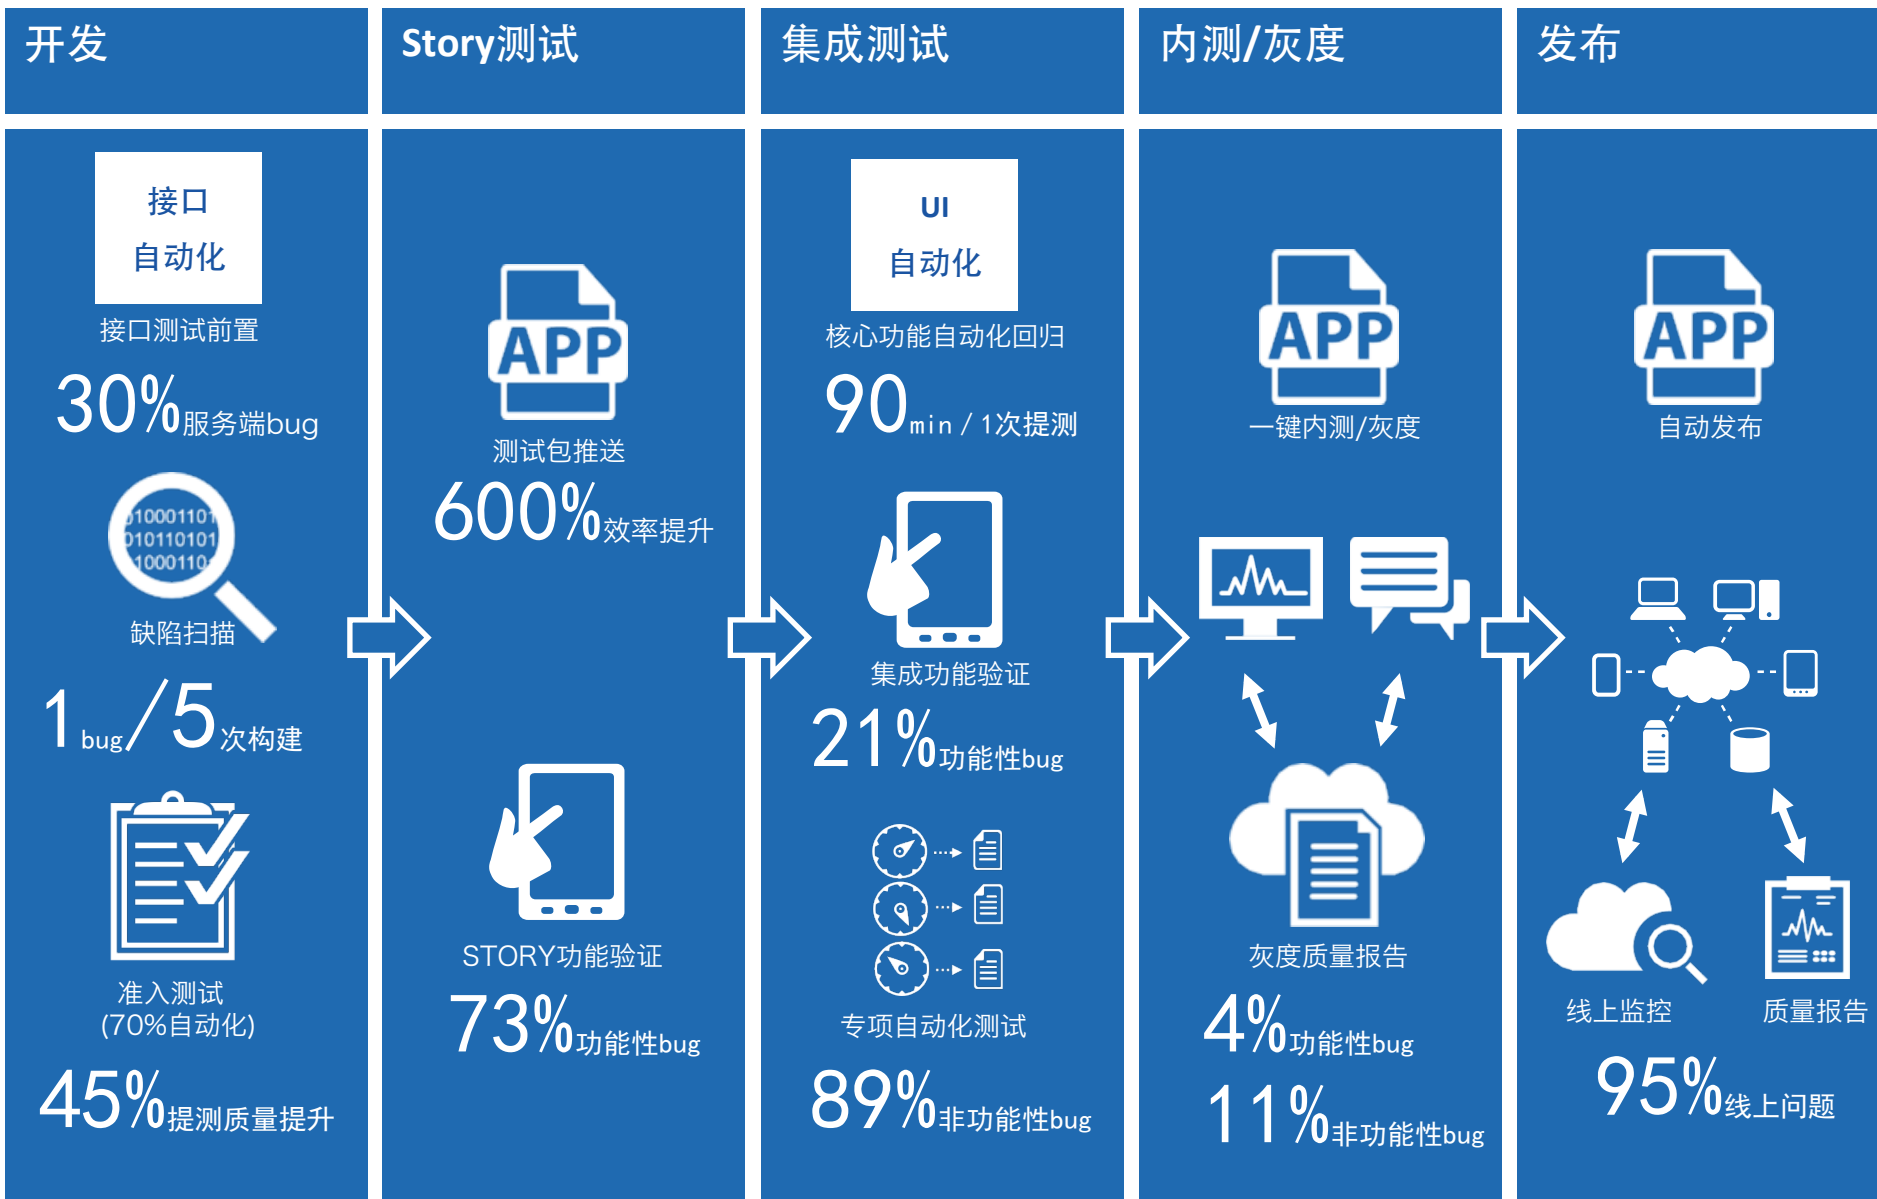 开发
接口
自动化
接口测试前置
30%服务端bug
010001101
010110101
10001101
缺陷扫描
1bug/5次构建
准入测试
(70%自动化)
45%提测质量提升
Story测试
APP
测试包推送
600%效率提升
STORY功能验证
73%功能性bug
集成测试
UI
自动化
核心功能自动化回归
90min/1次提测
集成功能验证
21%功能性bug
专项自动化测试
89%非功能性bug
内测/灰度
APP
一键内测/灰度
灰度质量报告
4%功能性bug
11%非功能性bug
发布
APP
自动发布
线上监控
质量报告
95%线上问题